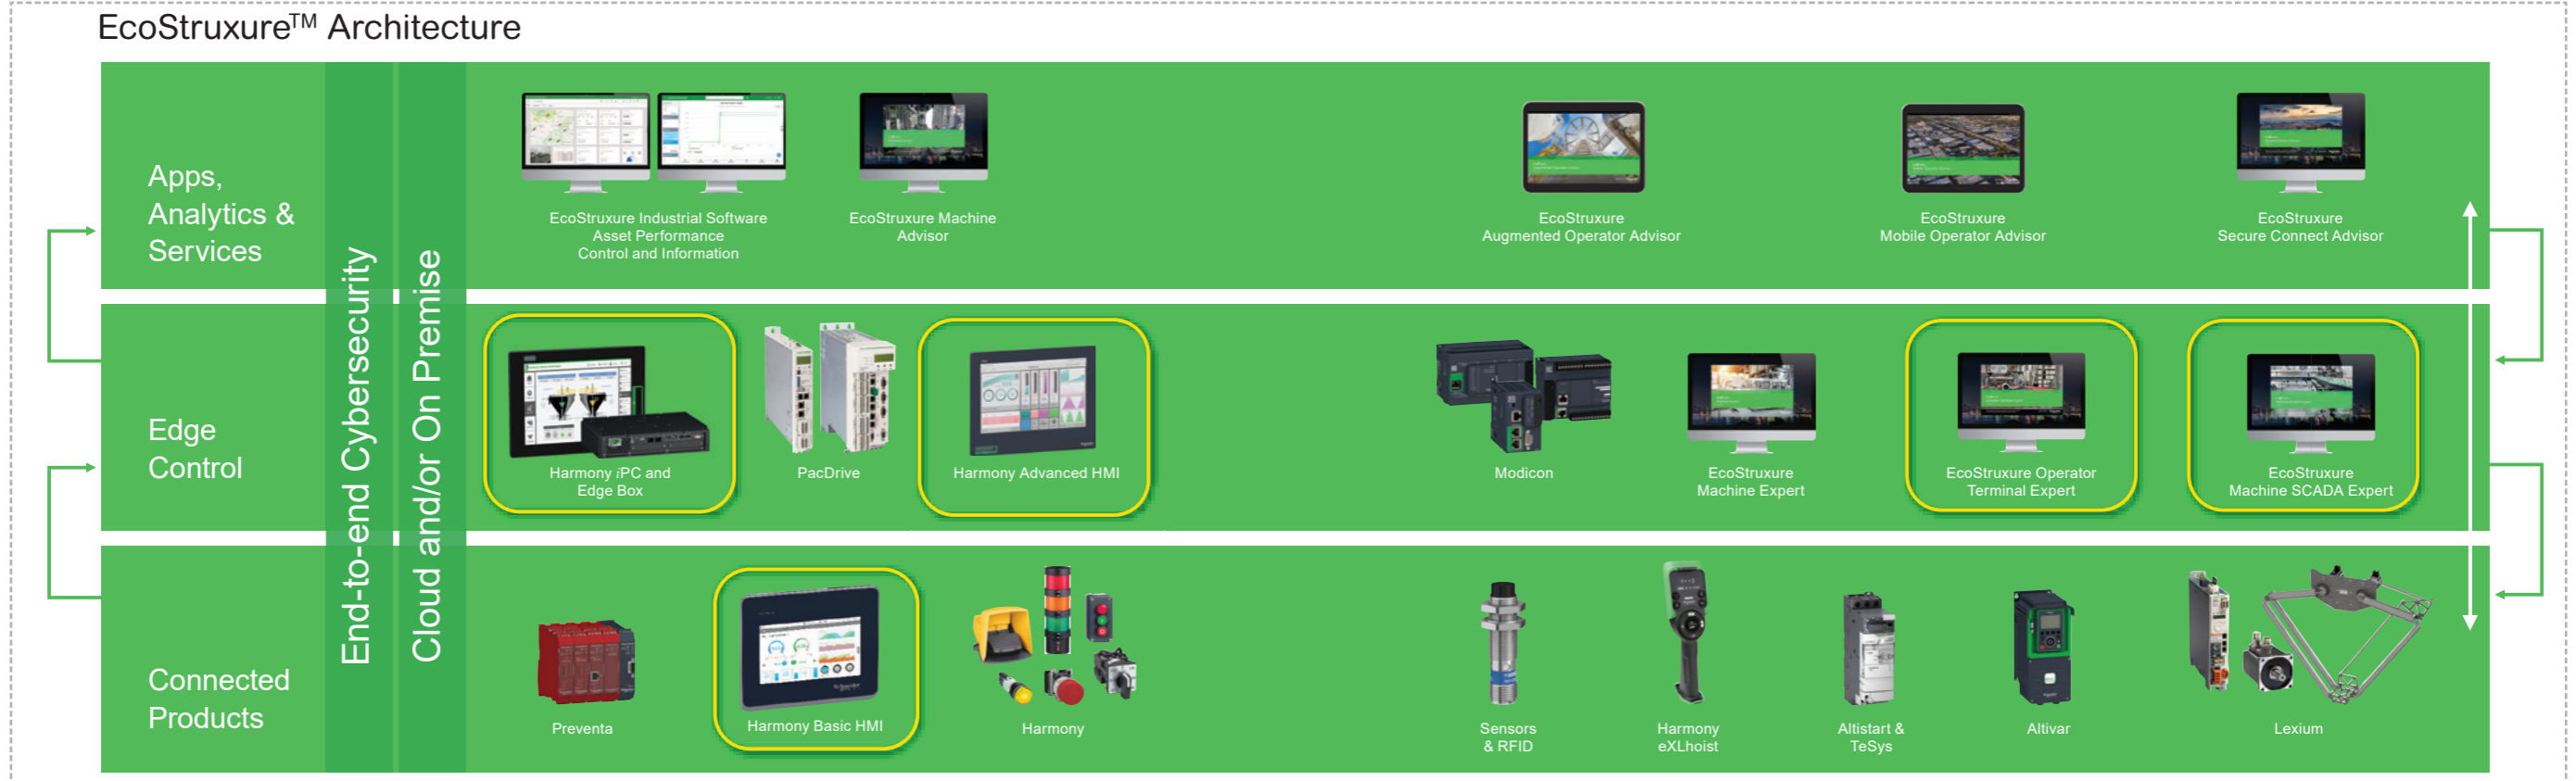 EcoStruxure™ Architecture
Apps,
Analytics &
Services
End-to-end Cybersecurity
Cloud and/or On Premise
EcoStruxure Industrial Software
Asset Performance
Control and Information
EcoStruxure Machine
Advisor
EcoStruxure
Augmented Operator Advisor
EcoStruxure
Mobile Operator Advisor
EcoStruxure
Secure Connect Advisor
Edge
Control
Harmony iPC and
Edge Box
PacDrive
Harmony Advanced HMI
Modicon
EcoStruxure
Machine Expert
EcoStruxure Operator
Terminal Expert
EcoStruxure
Machine SCADA Expert
Connected
Products
Preventa
Harmony Basic HMI
Harmony
Sensors
& RFID
Harmony
eXLhoist
Altistart &
TeSys
Altivar
Lexium